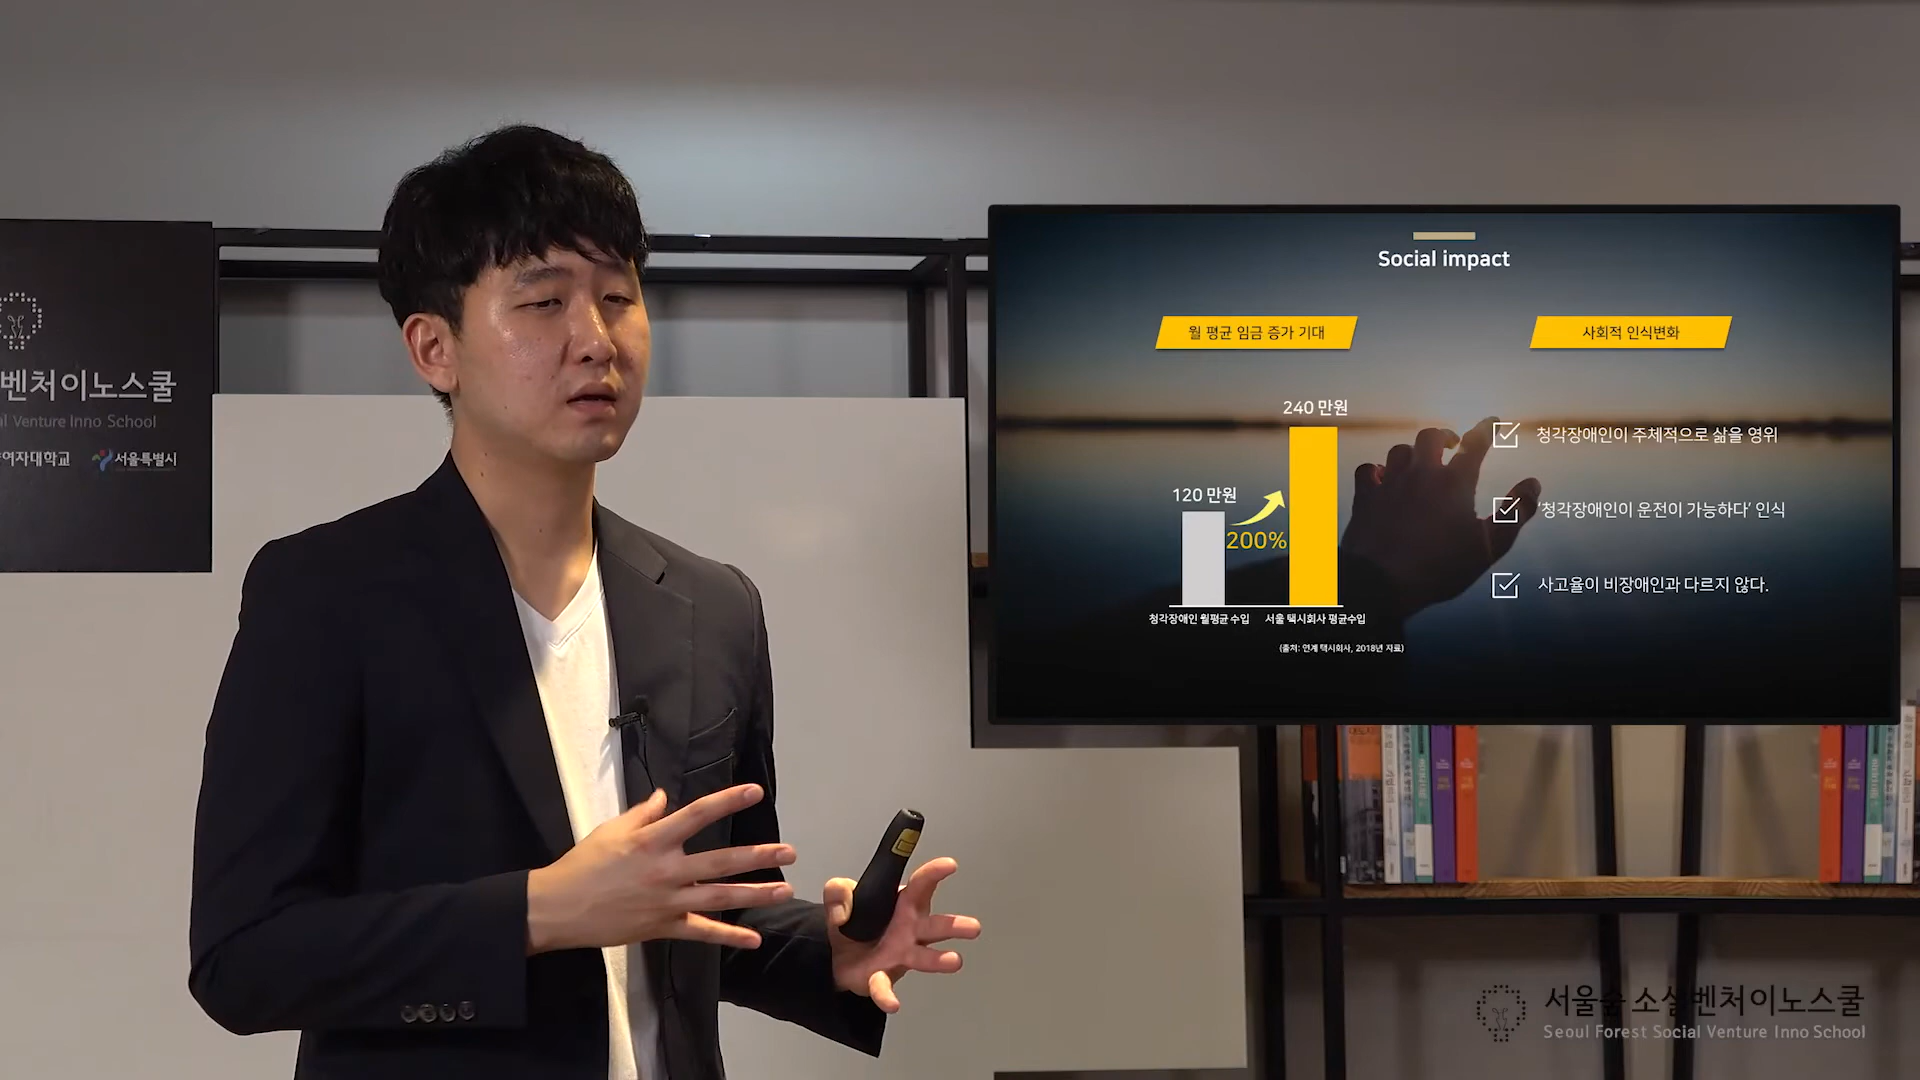 벤처이노스쿨
al Venture Inno School
여자대학교
서울특별시
Social impact
월 평균 임금 증가 기대
240 만원
120 만원
200%
청각장애인 월평균 수입
서울 택시회사 평균수입
(출처: 연계 택시회사, 2018년 자료)
사회적 인식변화
청각장애인이 주체적으로 삶을 영위
'청각장애인이 운전이 가능하다' 인식
사고율이 비장애인과 다르지 않다.
서울숲 소셜벤처이노스쿨
Seoul Forest Social Venture Inno School